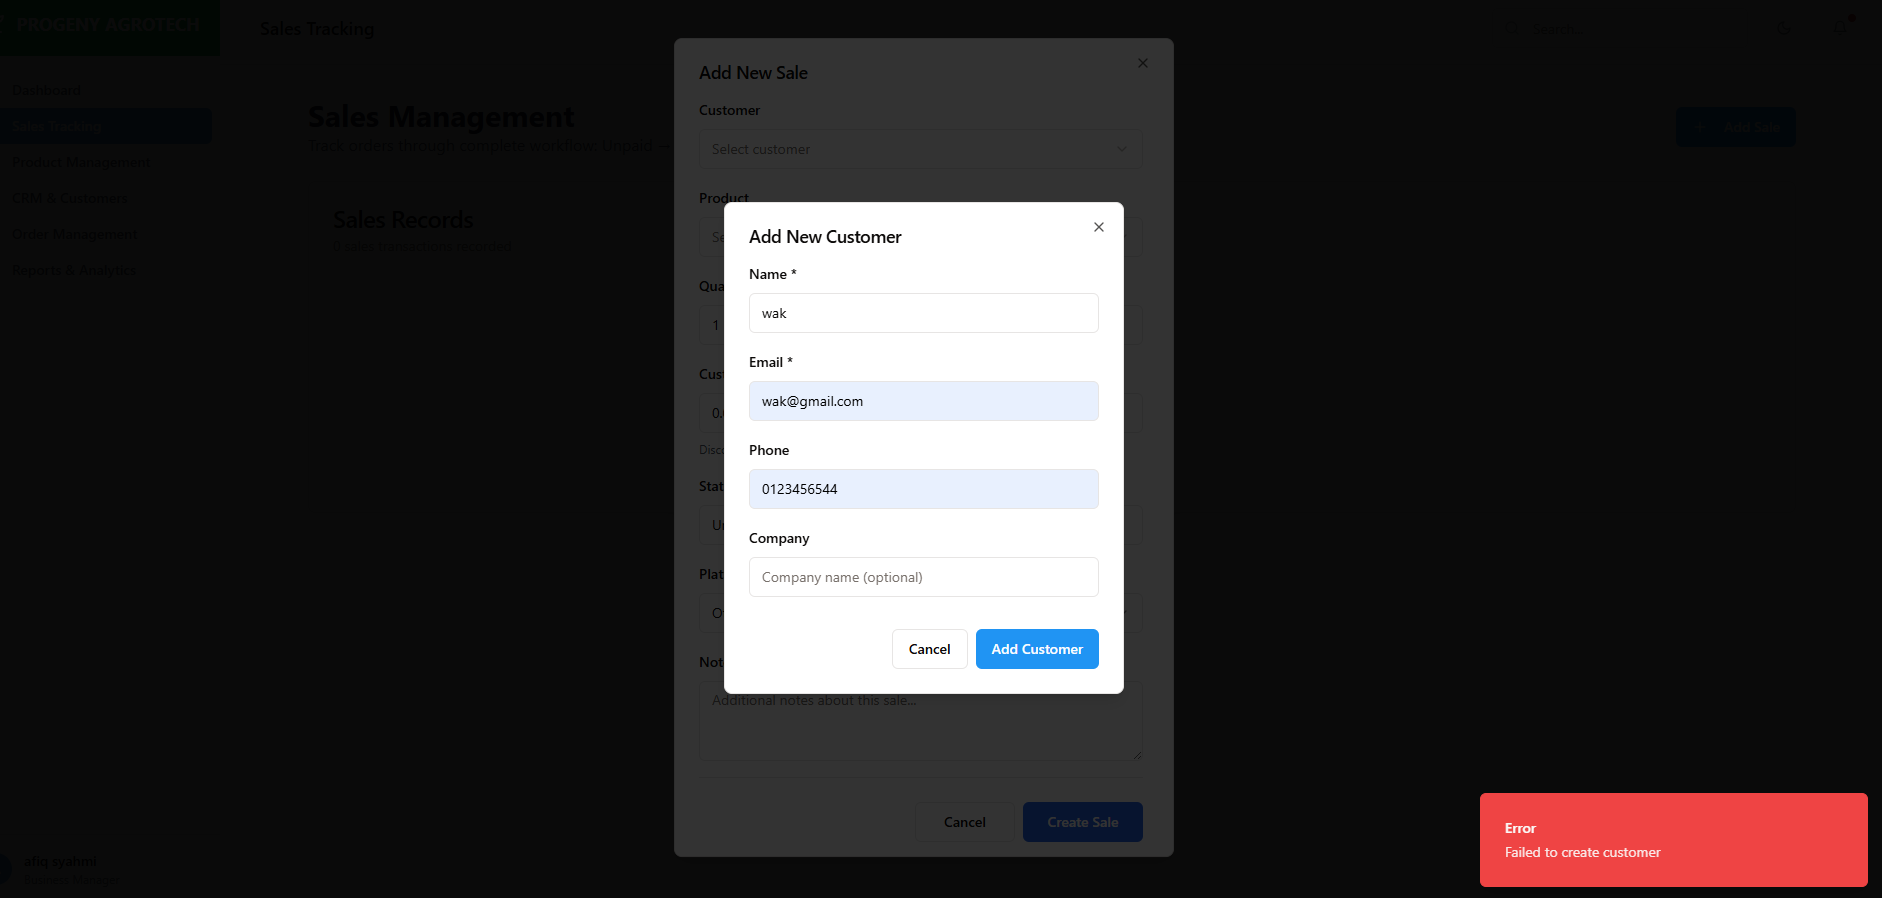 PROGENY AGROTECH
Sales Tracking
Search...
Dashboard
Sales Tracking
Product Management
CRM & Customers
Order Management
Reports & Analytics
Sales Management
Track orders through complete workflow: Unpaid →
Add Sale
Sales Records
0 sales transactions recorded
Add New Sale
Customer
Select customer
Product
Se
Qua
1
Cus
0.
Disc
Stat
U
Plat
O
Not
Additional notes about this sale...
Cancel
Create Sale
Add New Customer
Name *
wak
Email *
wak@gmail.com
Phone
0123456544
Company
Company name (optional)
Cancel
Add Customer
afiq syahmi
Error
Failed to create customer